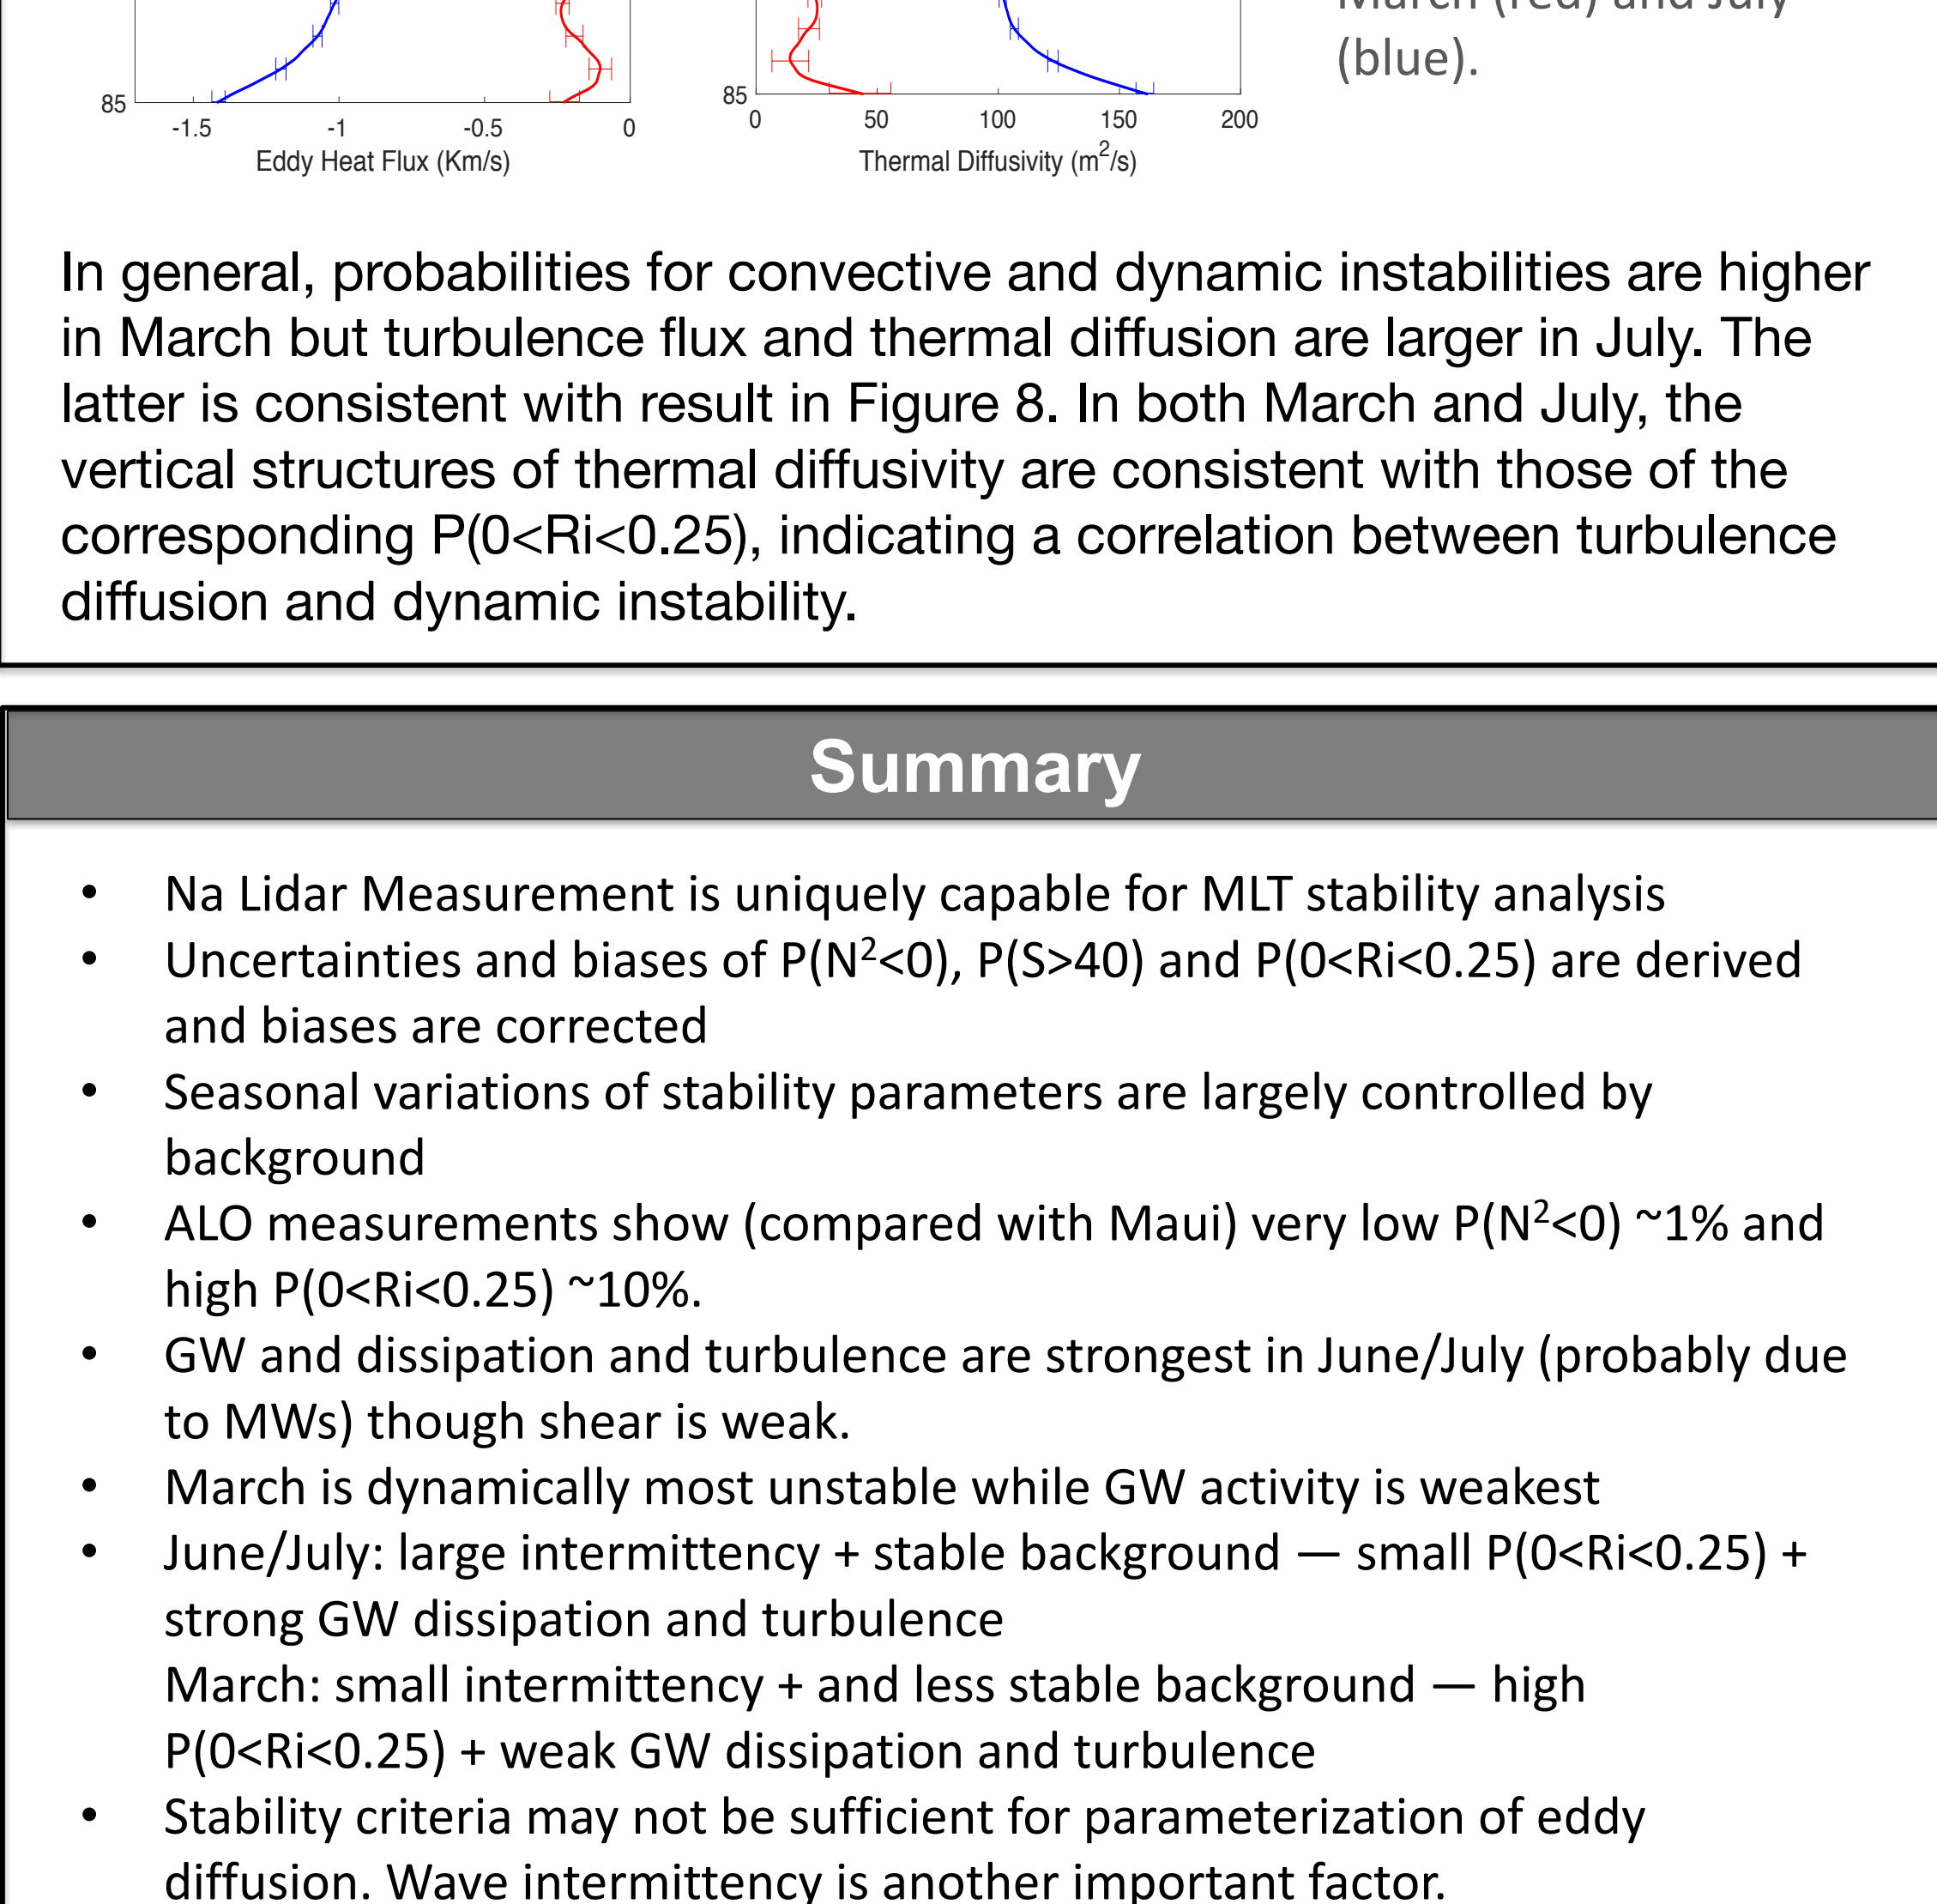 March (red) and July
(blue).
85
-1.5 -1 -0.5 0
Eddy Heat Flux (Km/s)
85
0 50 100 150 200
Thermal Diffusivity (m²/s)
In general, probabilities for convective and dynamic instabilities are higher
in March but turbulence flux and thermal diffusion are larger in July. The
latter is consistent with result in Figure 8. In both March and July, the
vertical structures of thermal diffusivity are consistent with those of the
corresponding P(0<Ri<0.25), indicating a correlation between turbulence
diffusion and dynamic instability.
Summary
• Na Lidar Measurement is uniquely capable for MLT stability analysis
• Uncertainties and biases of P(N²<0), P(S>40) and P(0<Ri<0.25) are derived
and biases are corrected
• Seasonal variations of stability parameters are largely controlled by
background
• ALO measurements show (compared with Maui) very low P(N²<0) ~1% and
high P(0<Ri<0.25) ~10%.
• GW and dissipation and turbulence are strongest in June/July (probably due
to MWs) though shear is weak.
• March is dynamically most unstable while GW activity is weakest
• June/July: large intermittency + stable background — small P(0<Ri<0.25) +
strong GW dissipation and turbulence
March: small intermittency + and less stable background — high
P(0<Ri<0.25) + weak GW dissipation and turbulence
• Stability criteria may not be sufficient for parameterization of eddy
diffusion. Wave intermittency is another important factor.